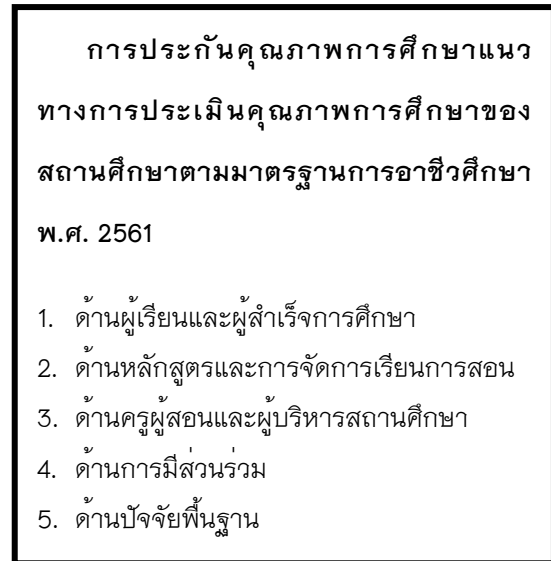 การประกันคุณภาพการศึกษาแนว
ทางการประเมินคุณภาพการศึกษาของ
สถานศึกษาตามมาตรฐานการอาชีวศึกษา
พ.ศ. 2561
1. ด้านผู้เรียนและผู้สำเร็จการศึกษา
2. ด้านหลักสูตรและการจัดการเรียนการสอน
3. ด้านครูผู้สอนและผู้บริหารสถานศึกษา
4. ด้านการมีส่วนร่วม
5. ด้านปัจจัยพื้นฐาน